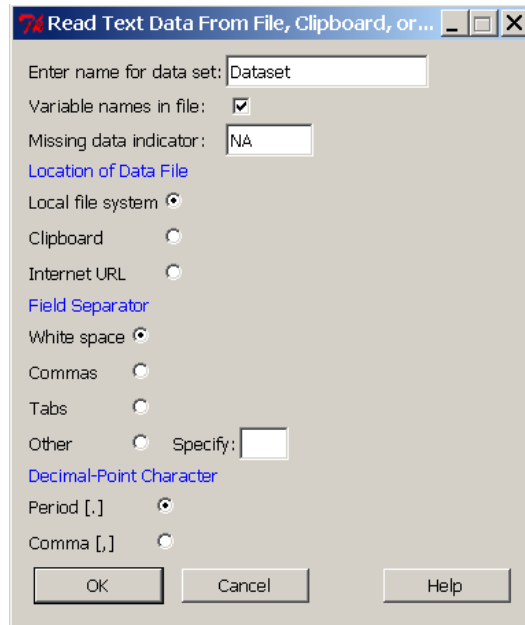 Read Text Data From File, Clipboard, or...
Enter name for data set: Dataset
Variable names in file:
Missing data indicator: NA
Location of Data File
Local file system
Clipboard
Internet URL
Field Separator
White space
Commas
Tabs
Other Specify:
Decimal-Point Character
Period [.]
Comma [,]
OK Cancel Help